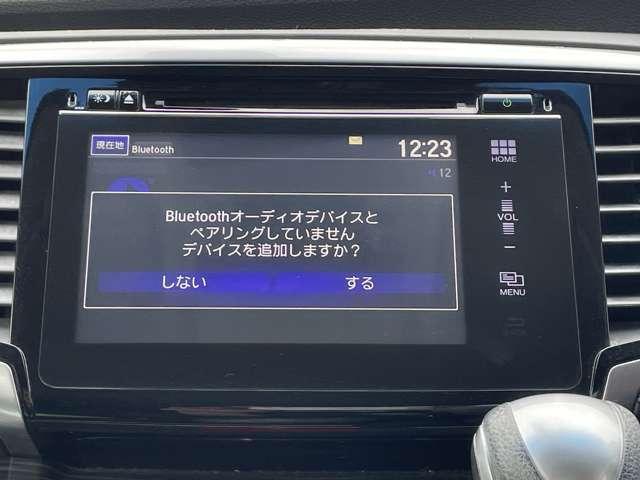 現在地 Bluetooth 12:23
12
Bluetoothオーディオデバイスと
ペアリングしていません
デバイスを追加しますか？
しない する
HOME
+
VOL
−
MENU